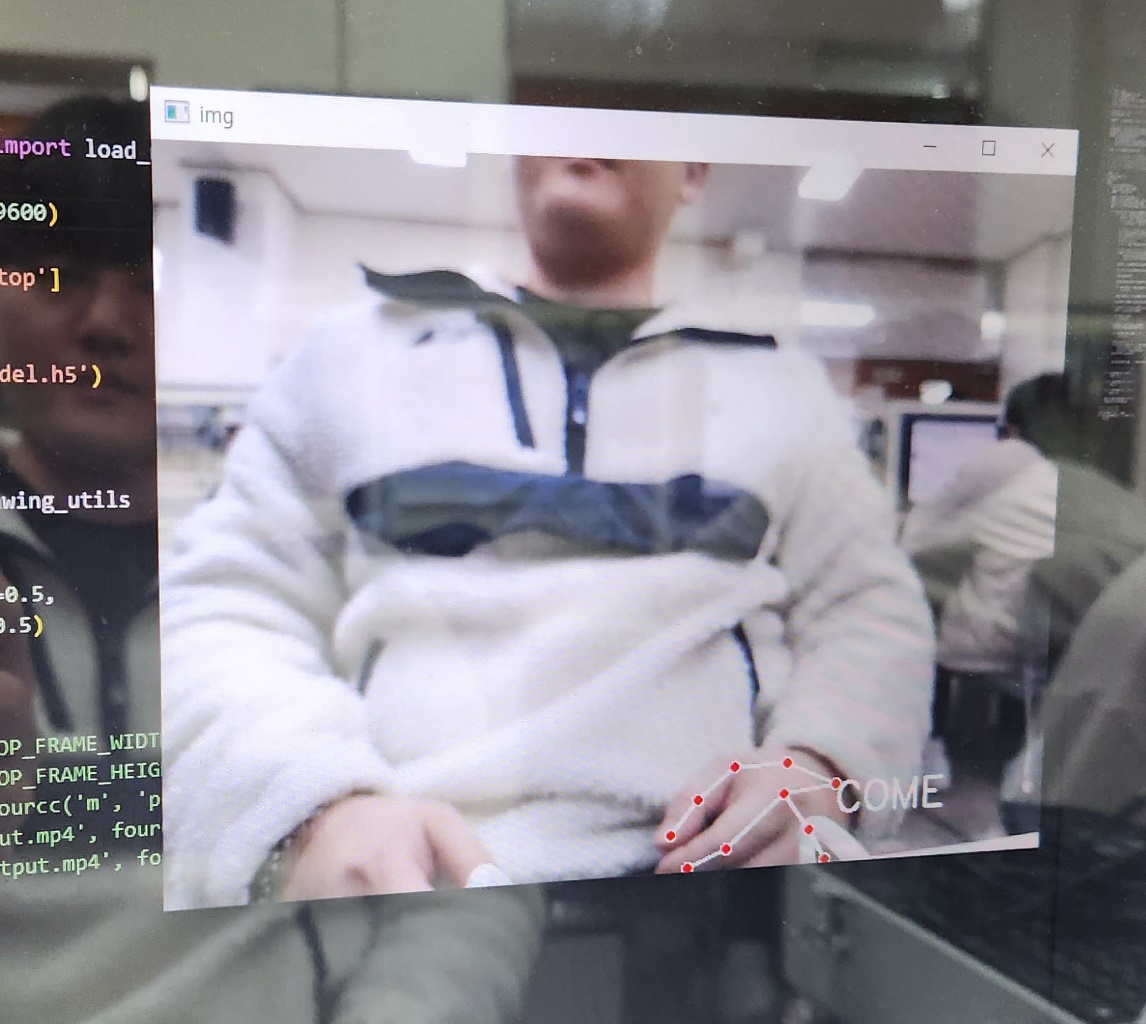 img
import load_
9600)
top']
del.h5')
wing_utils
=0.5,
0.5)
COME
OP_FRAME_WIDT
OP_FRAME_HEIG
ourcc('m', 'p
ut.mp4', four
tput.mp4', fo